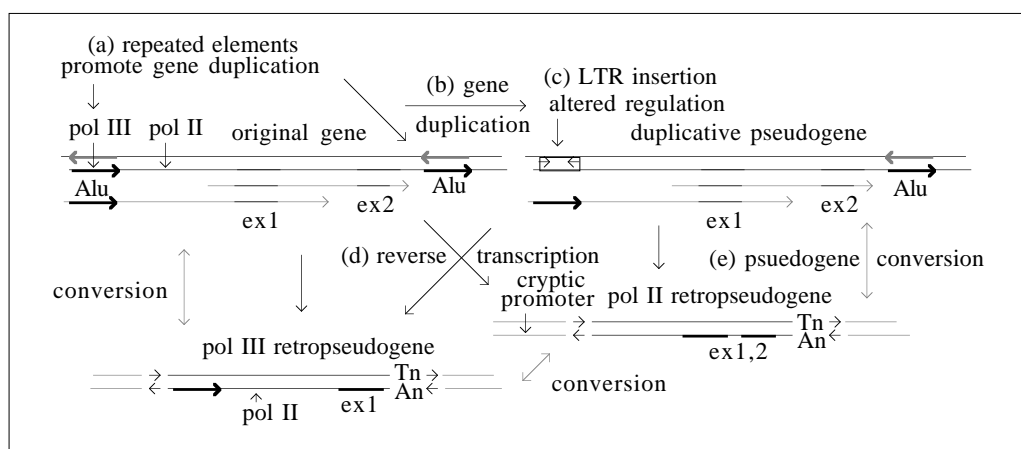 (a) repeated elements
promote gene duplication
(b) gene
duplication
(c) LTR insertion
altered regulation
pol III
pol II
original gene
duplicative pseudogene
Alu
Alu
Alu
ex1
ex2
ex1
ex2
(d) reverse
transcription
(e) psuedogene
conversion
conversion
cryptic
promoter
pol II retropseudogene
Tn
An
ex1,2
pol III retropseudogene
Tn
An
conversion
pol II
ex1